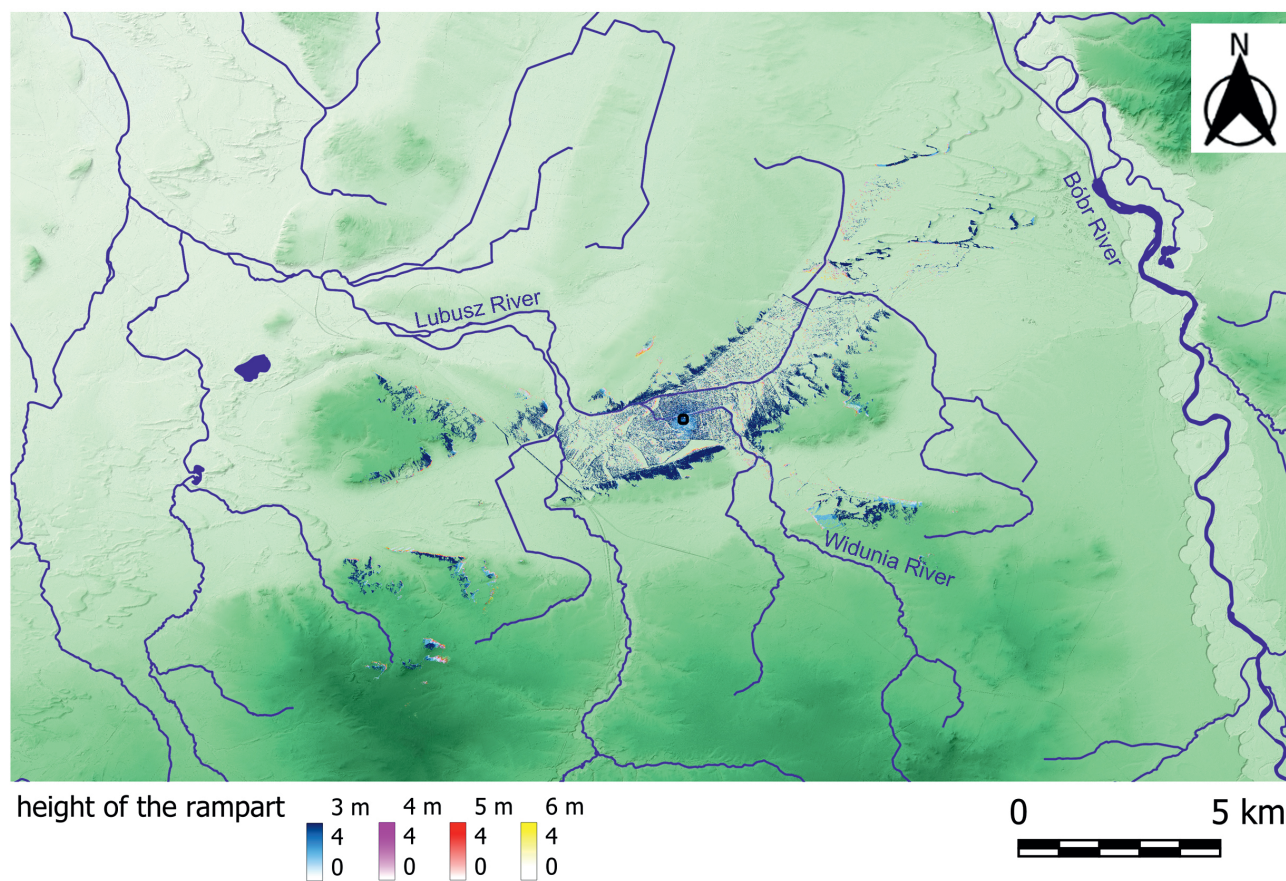 N
Bóbr River
Lubusz River
Widunia River
height of the rampart
3 m 4 m 5 m 6 m
4 4 4 4
0 0 0 0
0 5 km